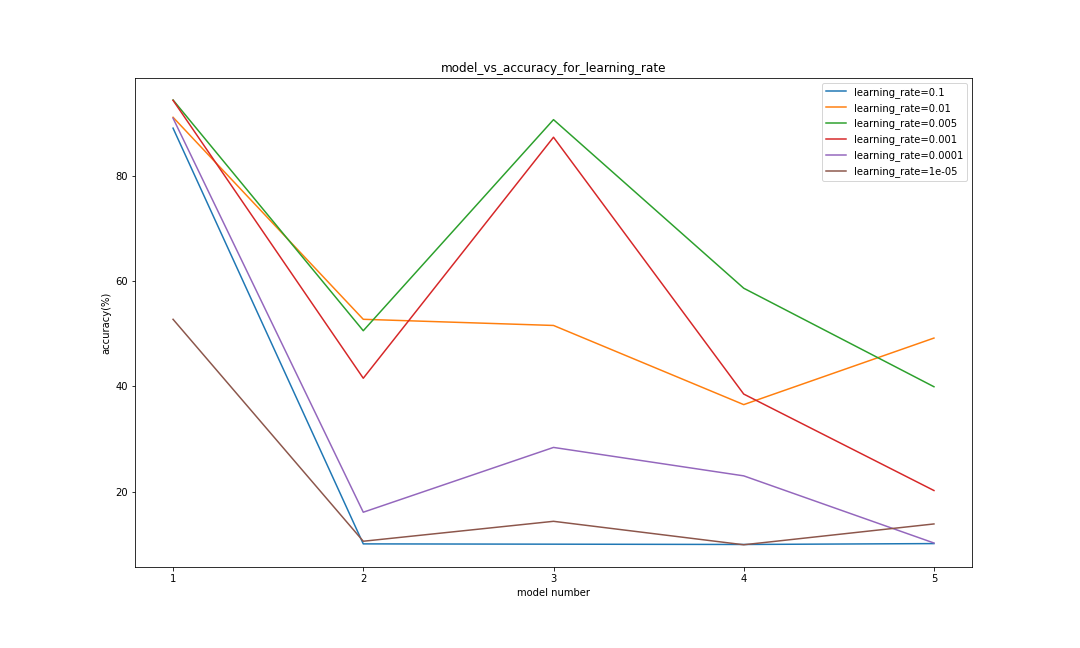 model_vs_accuracy_for_learning_rate
learning_rate=0.1
learning_rate=0.01
learning_rate=0.005
learning_rate=0.001
learning_rate=0.0001
learning_rate=1e-05
accuracy(%)
80
60
40
20
1 2 3 4 5
model number